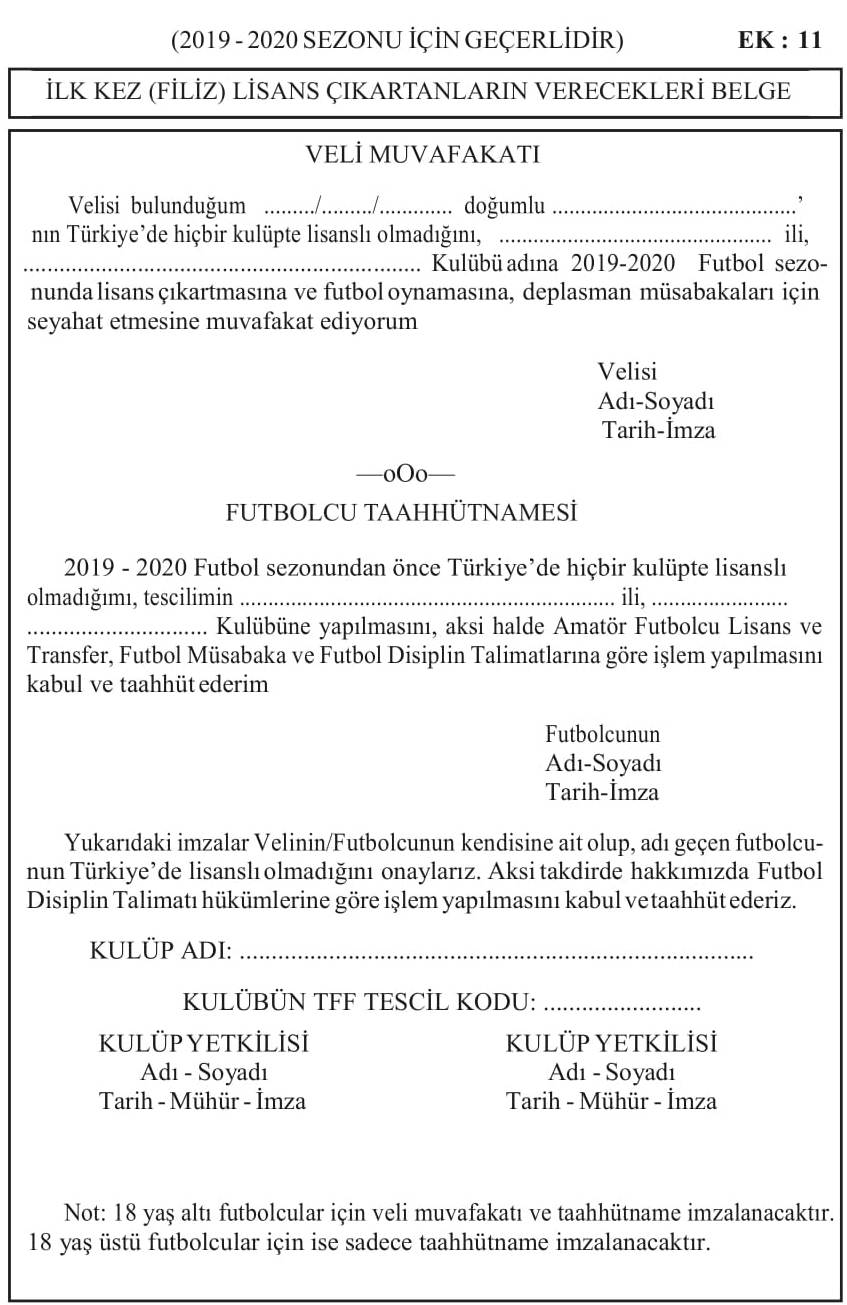 (2019 - 2020 SEZONU İÇİN GEÇERLİDİR) EK : 11
İLK KEZ (FİLİZ) LİSANS ÇIKARTANLARIN VERECEKLERİ BELGE
VELİ MUVAFAKATI
Velisi bulunduğum ........./........./............. doğumlu ...........................................’
nın Türkiye’de hiçbir kulüpte lisanslı olmadığını, ................................................ ili,
................................................................. Kulübü adına 2019-2020 Futbol sezo-
nunda lisans çıkartmasına ve futbol oynamasına, deplasman müsabakaları için
seyahat etmesine muvafakat ediyorum
Velisi
Adı-Soyadı
Tarih-İmza
—oOo—
FUTBOLCU TAAHHÜTNAMESİ
2019 - 2020 Futbol sezonundan önce Türkiye’de hiçbir kulüpte lisanslı
olmadığımı, tescilimin .................................................................. ili, ........................
.............................. Kulübüne yapılmasını, aksi halde Amatör Futbolcu Lisans ve
Transfer, Futbol Müsabaka ve Futbol Disiplin Talimatlarına göre işlem yapılmasını
kabul ve taahhüt ederim
Futbolcunun
Adı-Soyadı
Tarih-İmza
Yukarıdaki imzalar Velinin/Futbolcunun kendisine ait olup, adı geçen futbolcu-
nun Türkiye’de lisanslı olmadığını onaylarız. Aksi takdirde hakkımızda Futbol
Disiplin Talimatı hükümlerine göre işlem yapılmasını kabul ve taahhüt ederiz.
KULÜP ADI: ................................................................................
KULÜBÜN TFF TESCİL KODU: .........................
KULÜP YETKİLİSİ KULÜP YETKİLİSİ
Adı - Soyadı Adı - Soyadı
Tarih - Mühür - İmza Tarih - Mühür - İmza
Not: 18 yaş altı futbolcular için veli muvafakatı ve taahhütname imzalanacaktır.
18 yaş üstü futbolcular için ise sadece taahhütname imzalanacaktır.